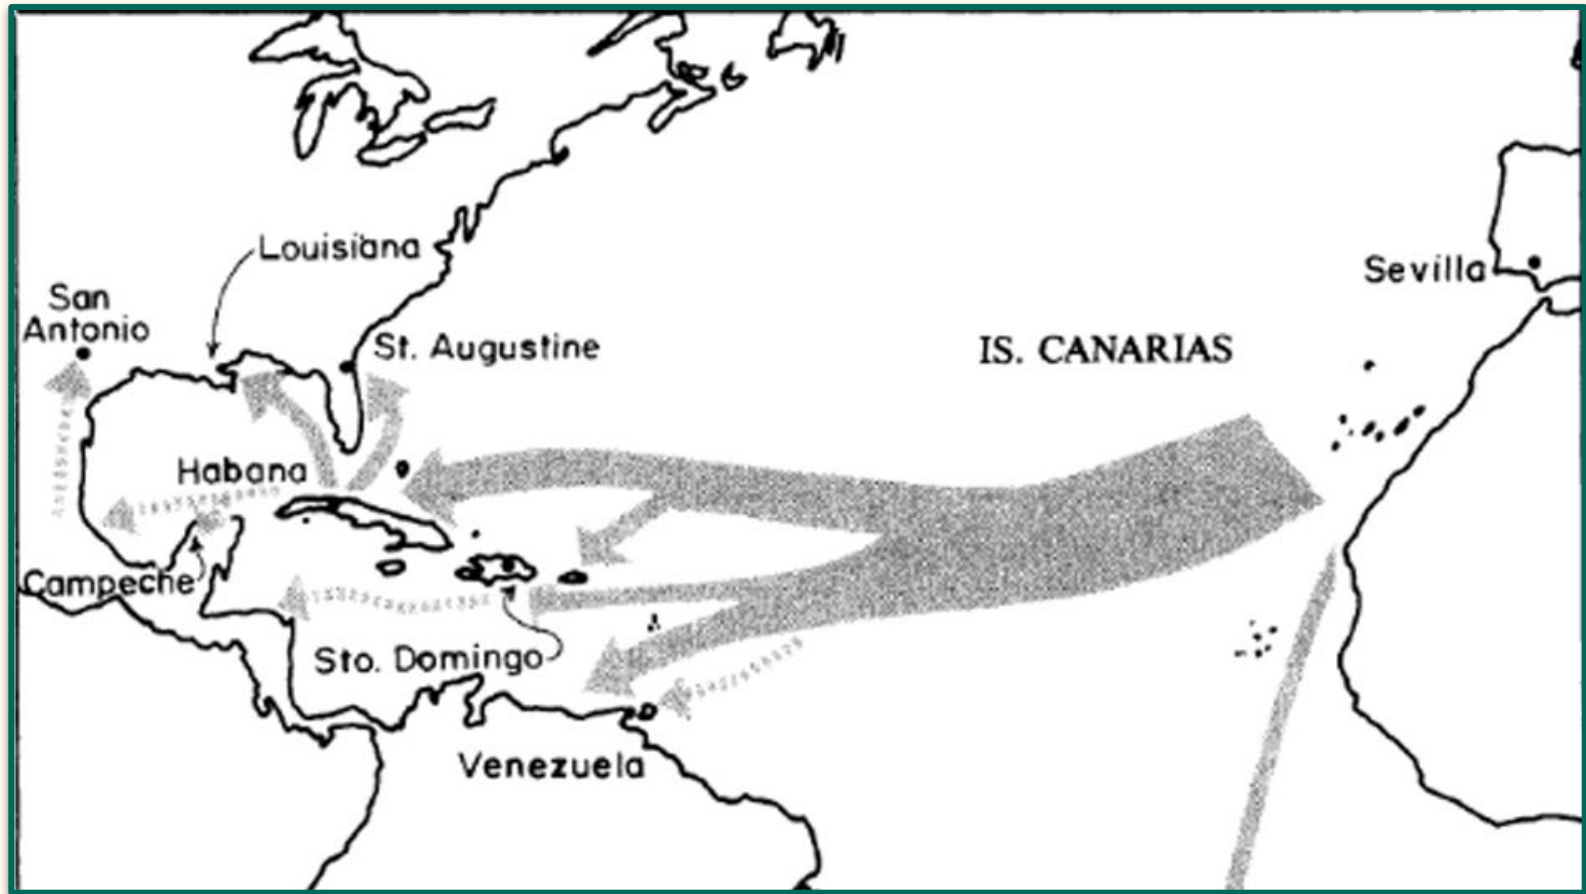 Louisiana
San
Antonio
St. Augustine
IS. CANARIAS
Sevilla
Habana
Campeche
Sto. Domingo
Venezuela